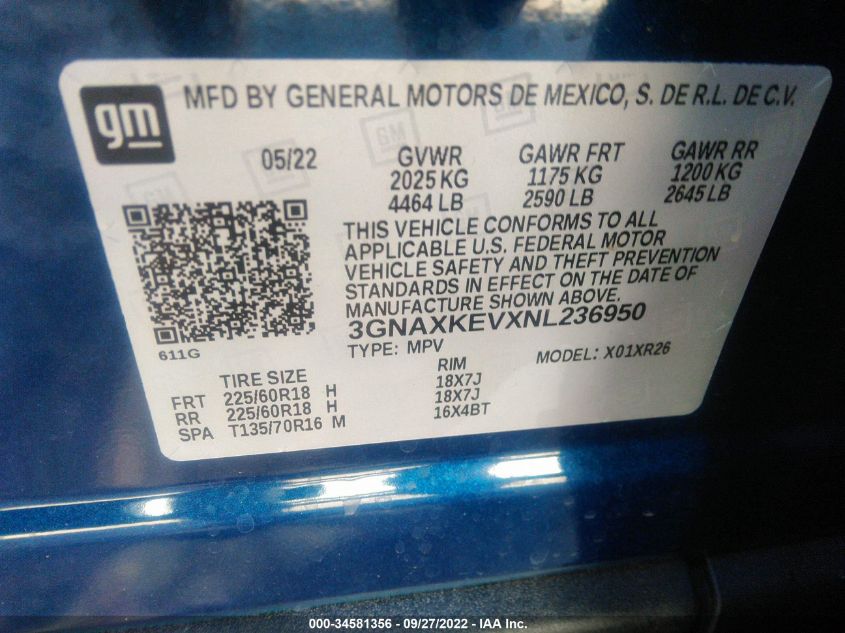 gm
MFD BY GENERAL MOTORS DE MEXICO, S. DE R.L. DE C.V.
05/22 GVWR GAWR FRT GAWR RR
2025 KG 1175 KG 1200 KG
4464 LB 2590 LB 2645 LB
THIS VEHICLE CONFORMS TO ALL
APPLICABLE U.S. FEDERAL MOTOR
VEHICLE SAFETY AND THEFT PREVENTION
STANDARDS IN EFFECT ON THE DATE OF
MANUFACTURE SHOWN ABOVE.
3GNAXKEVXNL236950
611G
TYPE: MPV MODEL: X01XR26
TIRE SIZE RIM
FRT 225/60R18 H 18X7J
RR 225/60R18 H 18X7J
SPA T135/70R16 M 16X4BT
000-34581356 - 09/27/2022 - IAA Inc.